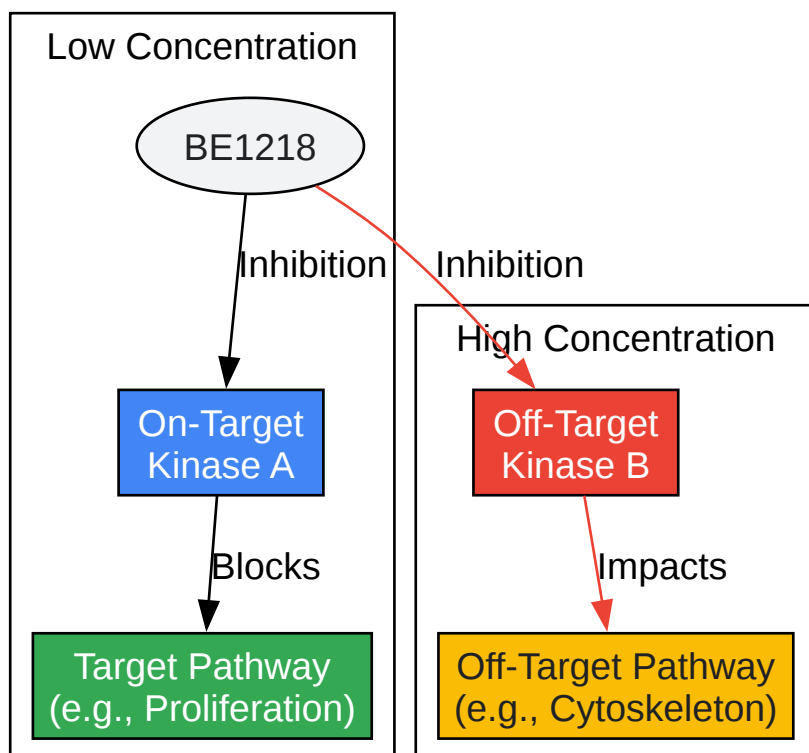 Low Concentration
BE1218
Inhibition
Inhibition
High Concentration
On-Target
Kinase A
Off-Target
Kinase B
Blocks
Impacts
Target Pathway
(e.g., Proliferation)
Off-Target Pathway
(e.g., Cytoskeleton)